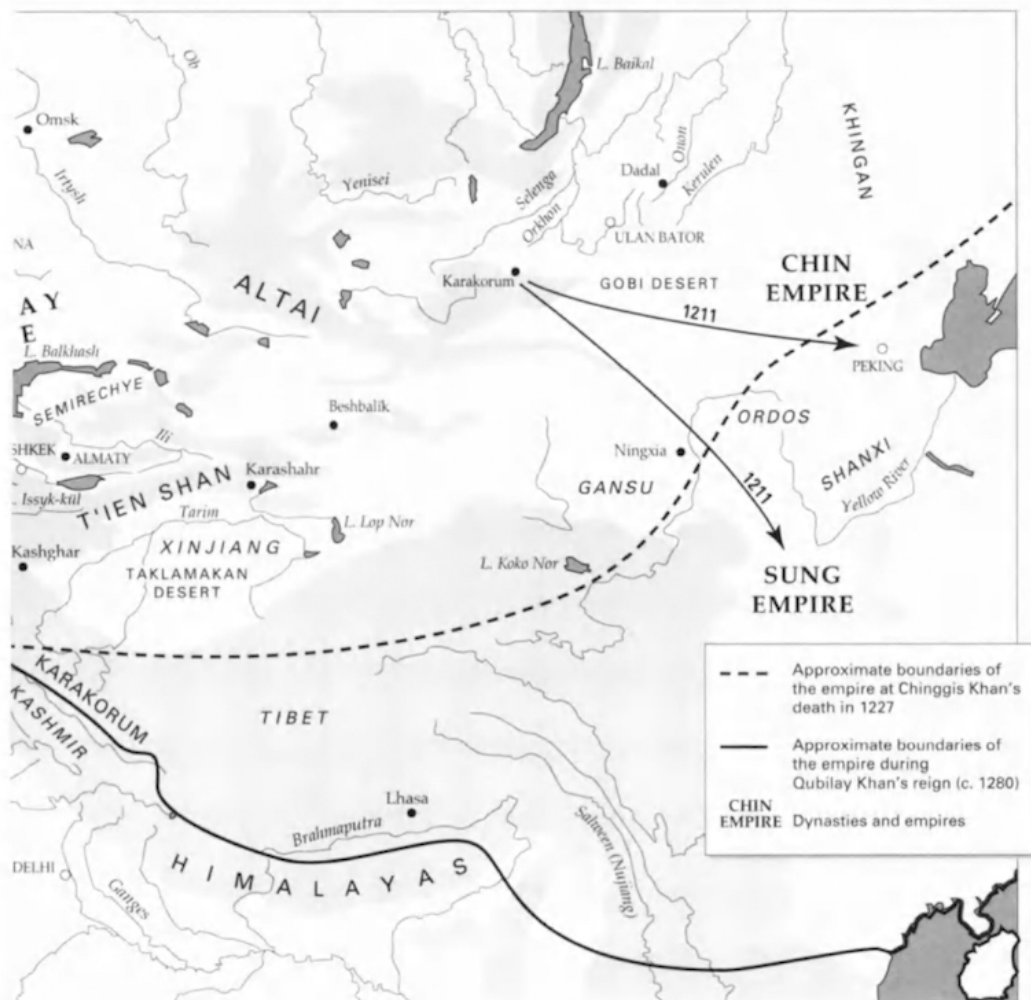 Ob
L. Baikal
Omsk
KHINGAN
Irtysh
Yenisei
Selenga
Orkhon
Dadal
Onon
Kerulen
ULAN BATOR
NA
Karakorum
GOBI DESERT
CHIN
EMPIRE
ALTAI
1211
AY
E
L. Balkhash
PEKING
SEMIRECHYE
Beshbalik
ORDOS
Ili
SHKEK
ALMATY
Ningxia
SHANXI
Karashahr
GANSU
Yellow River
Issyk-kül
T'IEN SHAN
1211
Tarim
L. Lop Nor
Kashghar
XINJIANG
TAKLAMAKAN
DESERT
L. Koko Nor
SUNG
EMPIRE
KARAKORUM
KASHMIR
TIBET
Approximate boundaries of
the empire at Chinggis Khan's
death in 1227
Approximate boundaries of
the empire during
Qubilay Khan's reign (c. 1280)
CHIN
EMPIRE Dynasties and empires
Lhasa
Brahmaputra
Salween (Nujiang)
DELHI
HIMALAYAS
Ganges